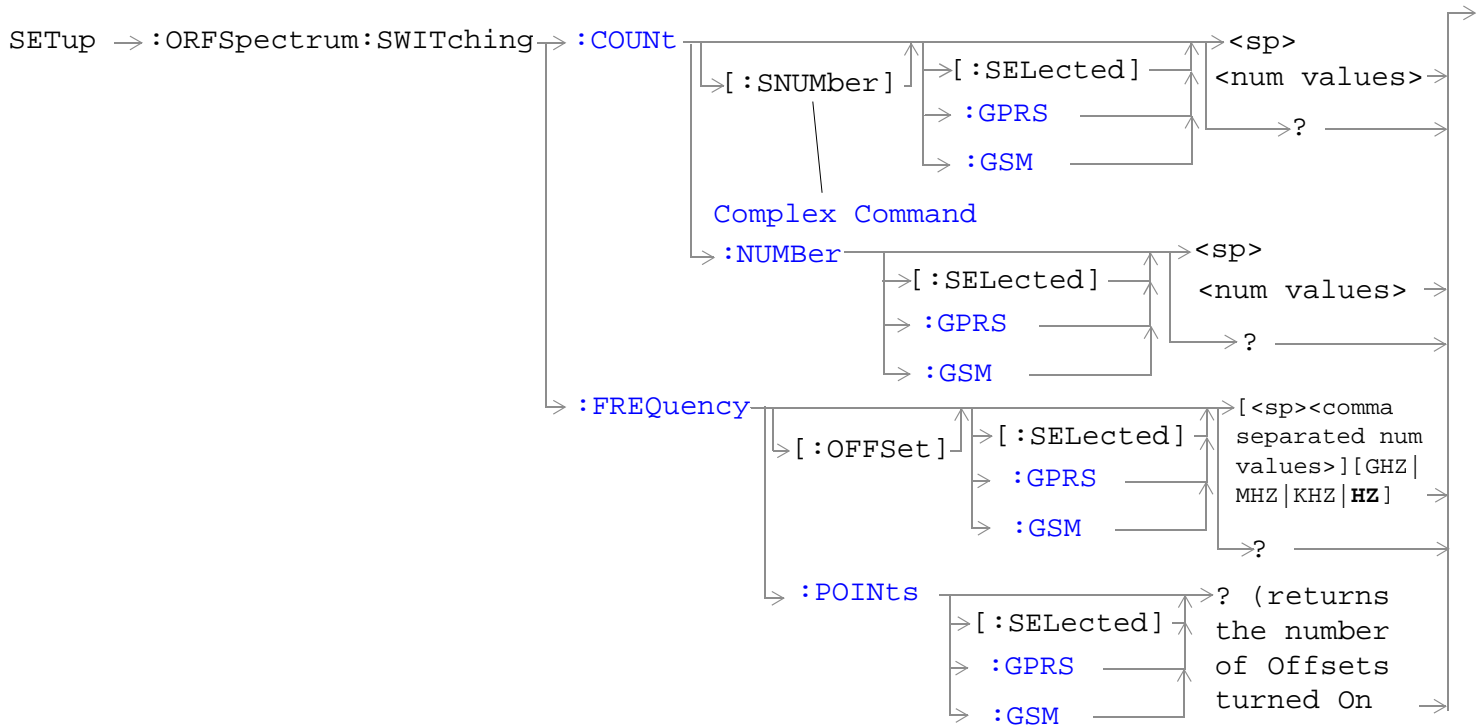 SETup :ORFSpectrum:SWITching :COUNt <sp>
[:SNUMber] [:SELected] <num values>
:GPRS ?
:GSM
Complex Command
:NUMBer <sp>
[:SELected] <num values>
:GPRS ?
:GSM
:FREQuency [<sp><comma
[:OFFSet] [:SELected] separated num
:GPRS values>][GHZ|
MHZ|KHZ|HZ]
:GSM
?
:POINts ? (returns
[:SELected] the number
:GPRS of Offsets
:GSM turned On